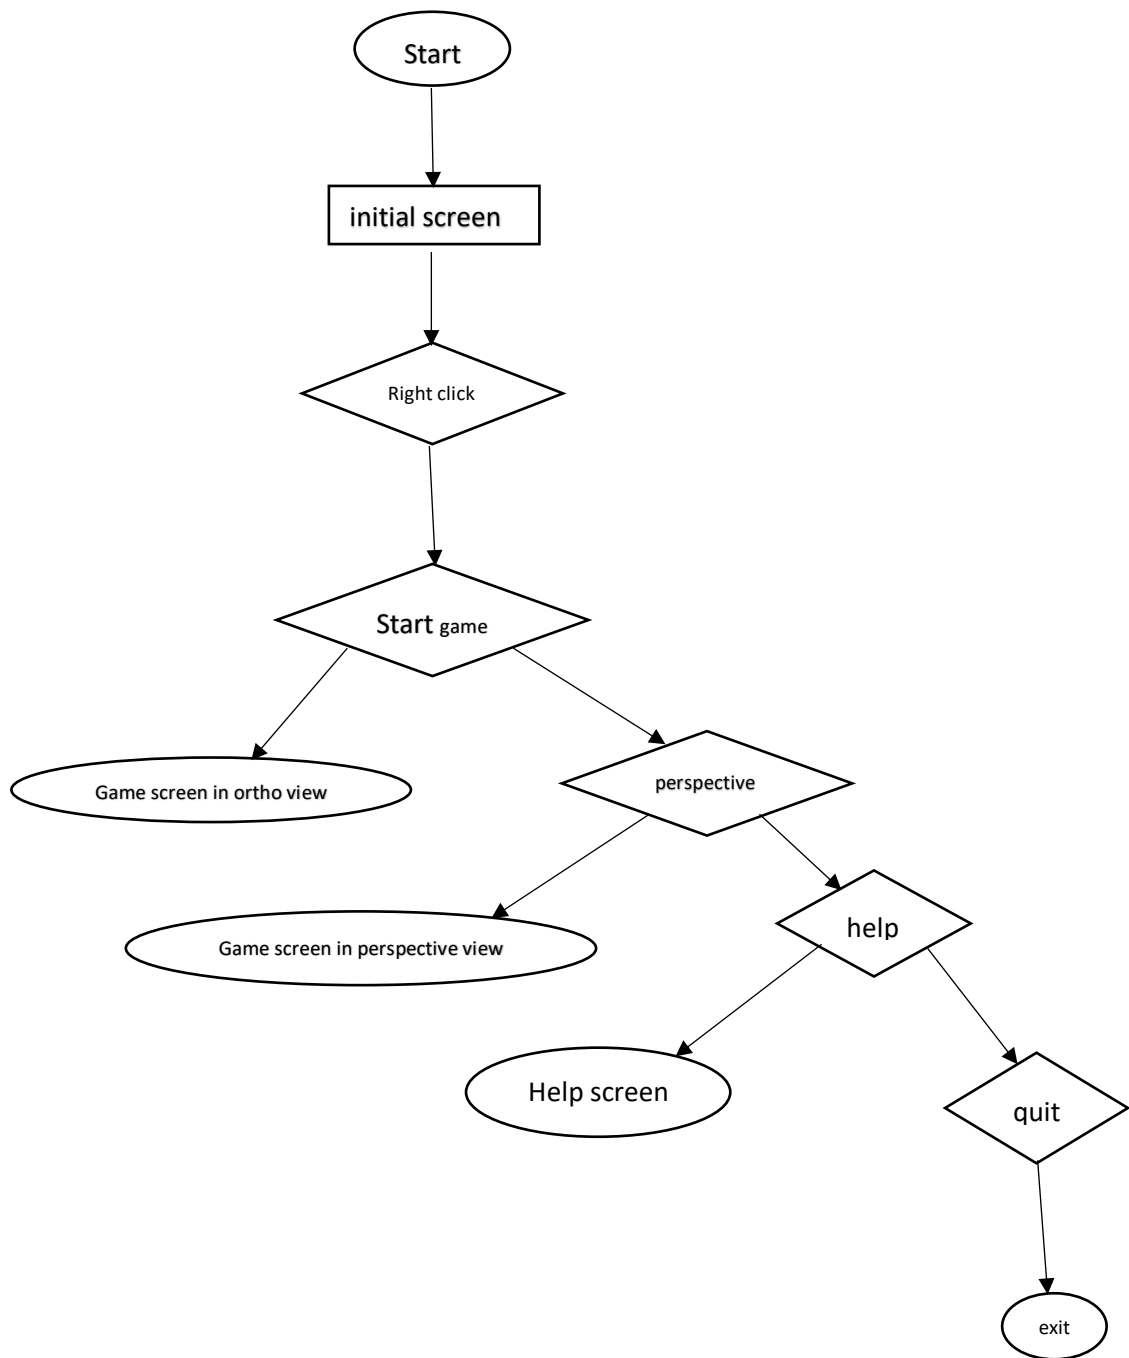 Start
initial screen
Right click
Start game
Game screen in ortho view
perspective
Game screen in perspective view
help
Help screen
quit
exit